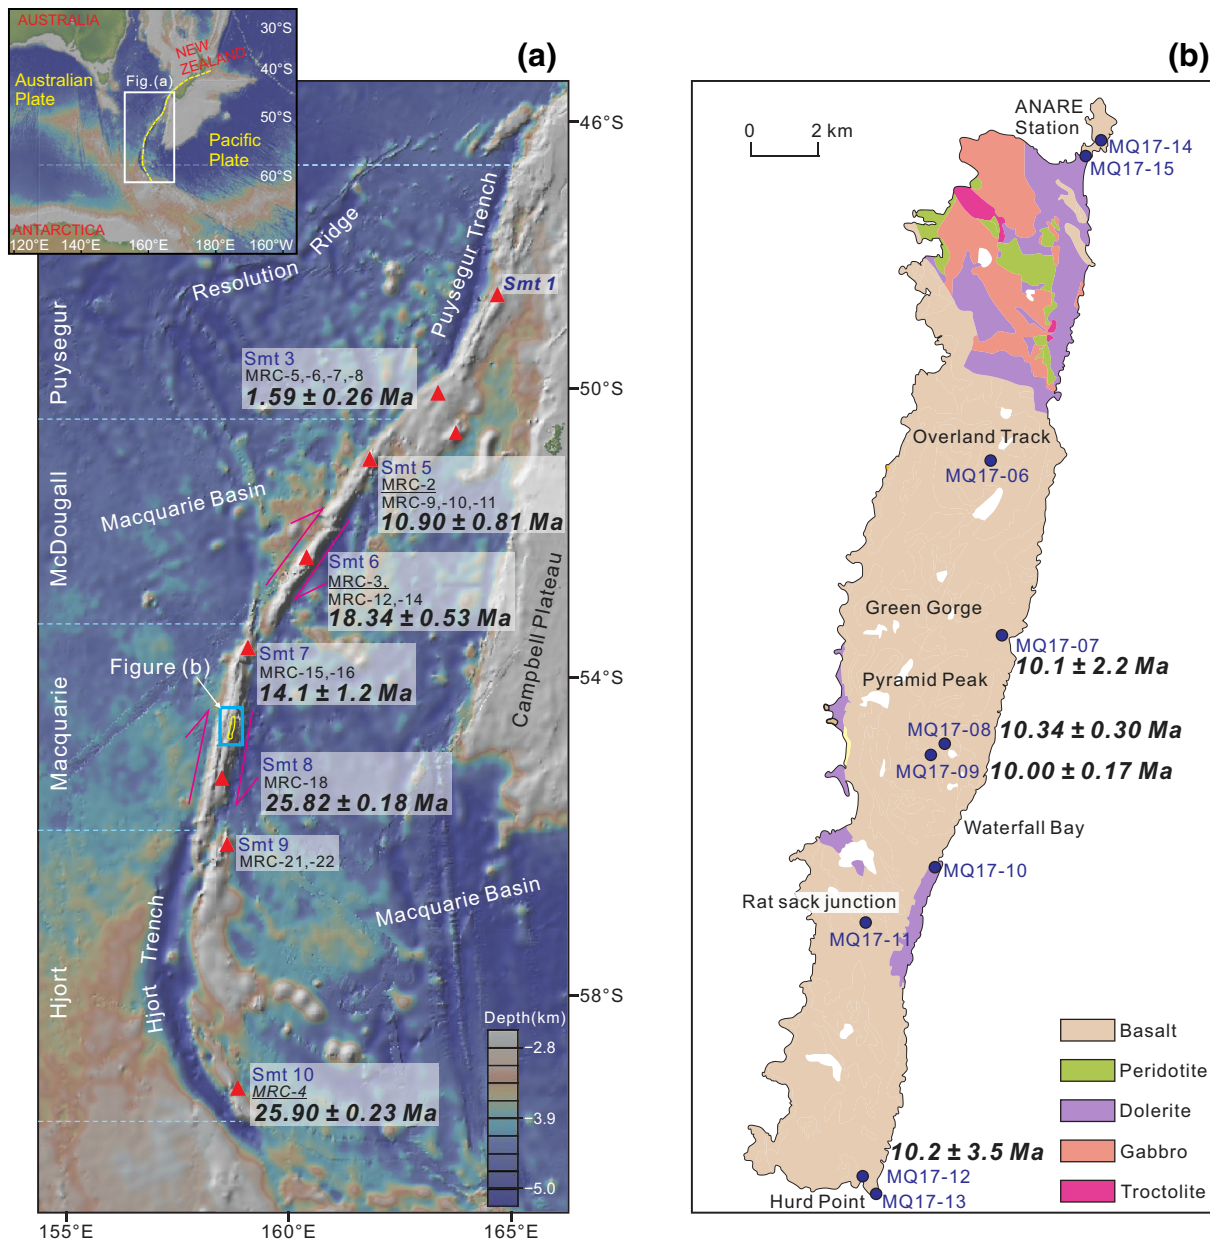 (a)
AUSTRALIA
NEW
ZEALAND
30°S
40°S
50°S
60°S
Fig.(a)
Australian
Plate
Pacific
Plate
ANTARCTICA
120°E
140°E
160°E
180°E
160°W
46°S
50°S
54°S
58°S
155°E
160°E
165°E
Puysegur
McDougall
Macquarie
Hjort
Resolution Ridge
Puysegur Trench
Smt 1
Smt 3
MRC-5,-6,-7,-8
1.59 ± 0.26 Ma
Macquarie Basin
Smt 5
MRC-2
MRC-9,-10,-11
10.90 ± 0.81 Ma
Smt 6
MRC-3,
MRC-12,-14
18.34 ± 0.53 Ma
Campbell Plateau
Figure (b)
Smt 7
MRC-15,-16
14.1 ± 1.2 Ma
Smt 8
MRC-18
25.82 ± 0.18 Ma
Smt 9
MRC-21,-22
Macquarie Basin
Hjort Trench
Smt 10
MRC-4
25.90 ± 0.23 Ma
Depth(km)
−2.8
−3.9
−5.0
(b)
0 2 km
ANARE
Station
MQ17-14
MQ17-15
Overland Track
MQ17-06
Green Gorge
MQ17-07
10.1 ± 2.2 Ma
Pyramid Peak
MQ17-08
10.34 ± 0.30 Ma
MQ17-09
10.00 ± 0.17 Ma
Waterfall Bay
MQ17-10
Rat sack junction
MQ17-11
10.2 ± 3.5 Ma
MQ17-12
Hurd Point
MQ17-13
Basalt
Peridotite
Dolerite
Gabbro
Troctolite